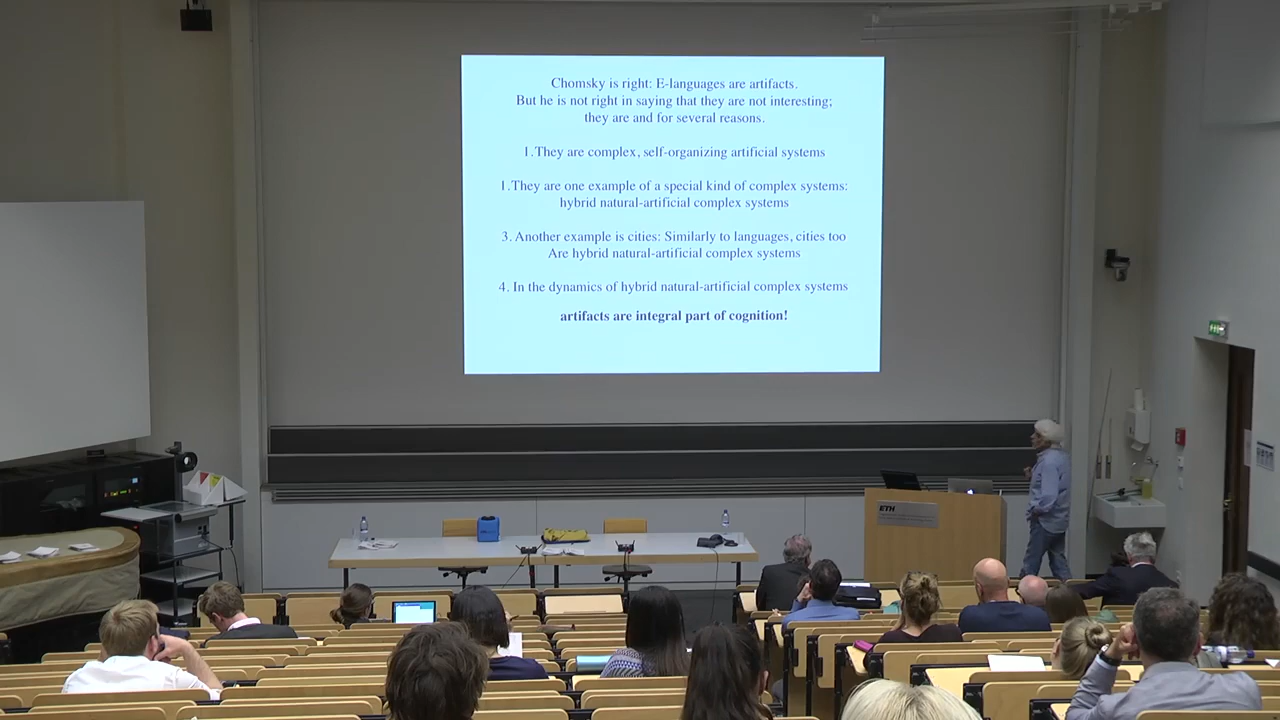 Chomsky is right: E-languages are artifacts.
But he is not right in saying that they are not interesting;
they are and for several reasons.
1.They are complex, self-organizing artificial systems
1.They are one example of a special kind of complex systems:
hybrid natural-artificial complex systems
3. Another example is cities: Similarly to languages, cities too
Are hybrid natural-artificial complex systems
4. In the dynamics of hybrid natural-artificial complex systems
artifacts are integral part of cognition!
ETH